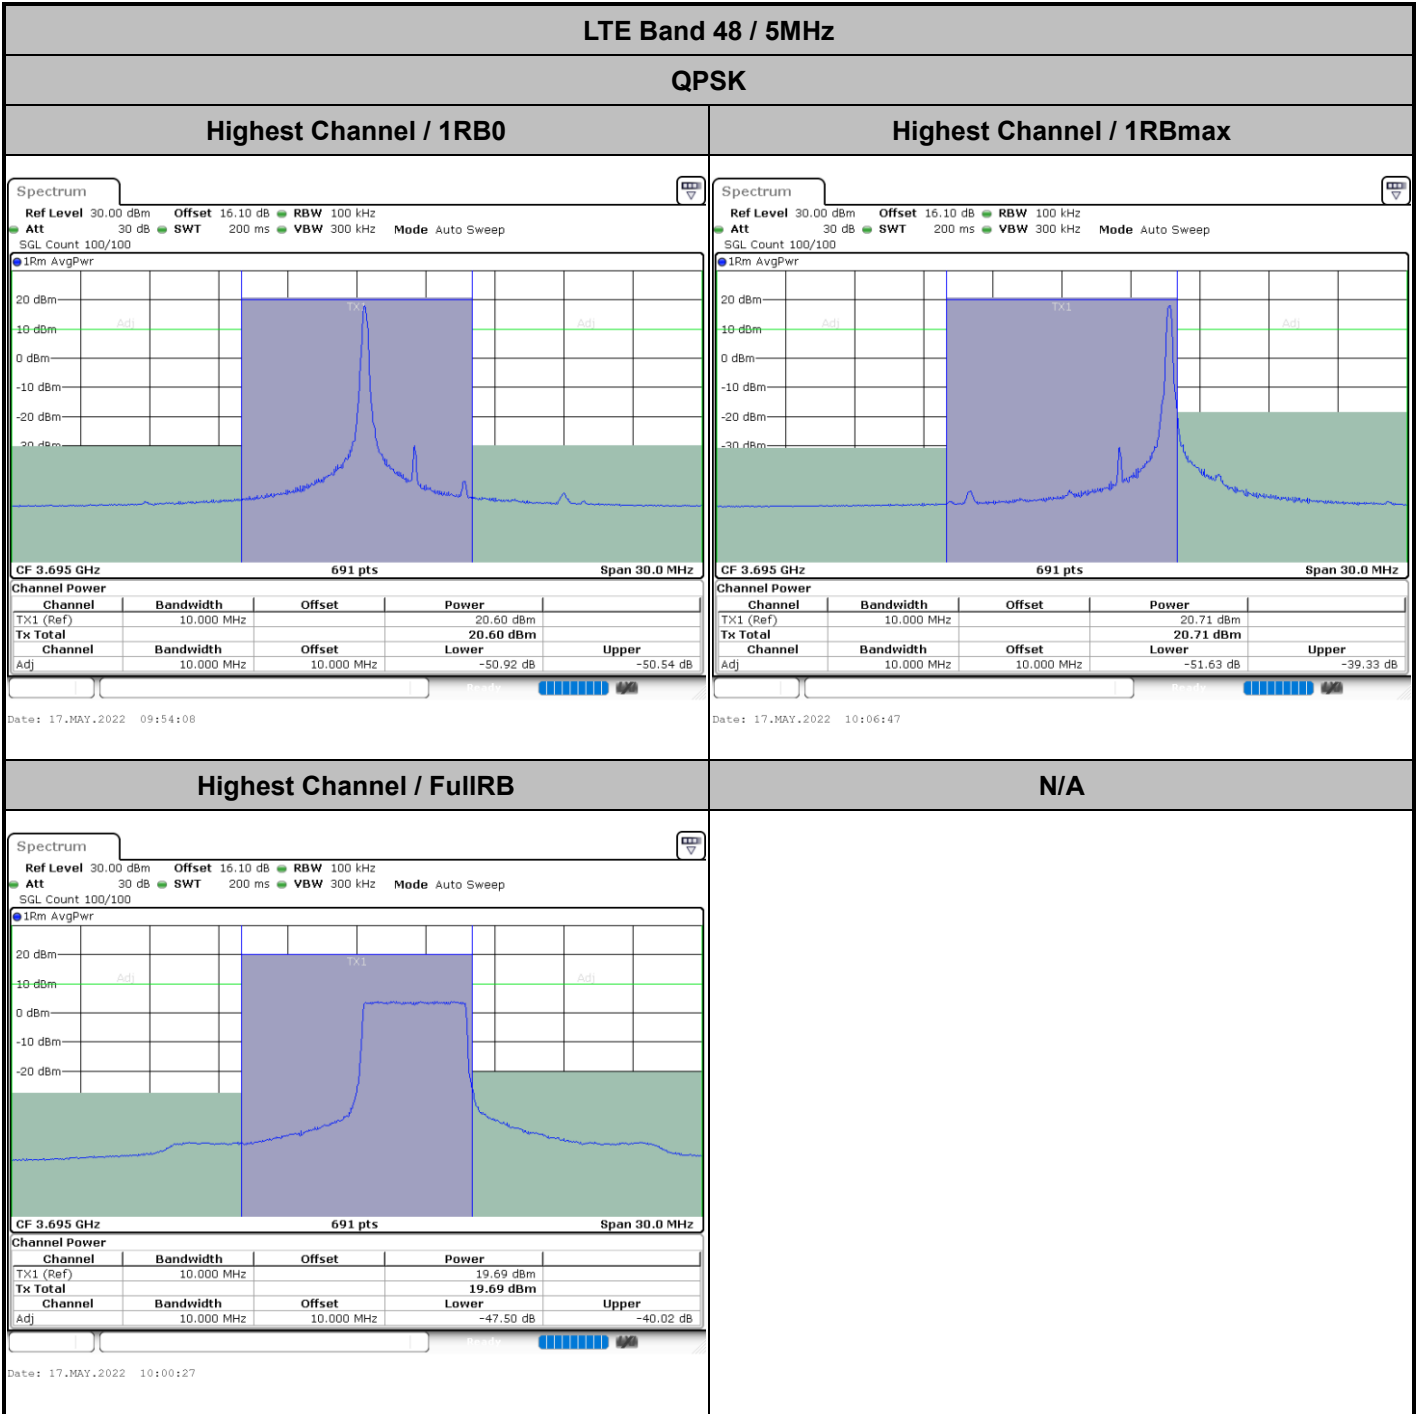 LTE Band 48 / 5MHz
QPSK
Highest Channel / 1RB0
Highest Channel / 1RBmax
Spectrum
Ref Level 30.00 dBm Offset 16.10 dB RBW 100 kHz
Att 30 dB SWT 200 ms VBW 300 kHz Mode Auto Sweep
SGL Count 100/100
1Rm AvgPwr
20 dBm
10 dBm
0 dBm
-10 dBm
-20 dBm
-30 dBm
Adj
TX1
Adj
CF 3.695 GHz 691 pts Span 30.0 MHz
Channel Power
Channel Bandwidth Offset Power
TX1 (Ref) 10.000 MHz 20.60 dBm
Tx Total 20.60 dBm
Channel Bandwidth Offset Lower Upper
Adj 10.000 MHz 10.000 MHz -50.92 dB -50.54 dB
Ready
Date: 17.MAY.2022 09:54:08
Spectrum
Ref Level 30.00 dBm Offset 16.10 dB RBW 100 kHz
Att 30 dB SWT 200 ms VBW 300 kHz Mode Auto Sweep
SGL Count 100/100
1Rm AvgPwr
20 dBm
10 dBm
0 dBm
-10 dBm
-20 dBm
-30 dBm
Adj
TX1
Adj
CF 3.695 GHz 691 pts Span 30.0 MHz
Channel Power
Channel Bandwidth Offset Power
TX1 (Ref) 10.000 MHz 20.71 dBm
Tx Total 20.71 dBm
Channel Bandwidth Offset Lower Upper
Adj 10.000 MHz 10.000 MHz -51.63 dB -39.33 dB
Ready
Date: 17.MAY.2022 10:06:47
Highest Channel / FullRB
N/A
Spectrum
Ref Level 30.00 dBm Offset 16.10 dB RBW 100 kHz
Att 30 dB SWT 200 ms VBW 300 kHz Mode Auto Sweep
SGL Count 100/100
1Rm AvgPwr
20 dBm
10 dBm
0 dBm
-10 dBm
-20 dBm
Adj
TX1
Adj
CF 3.695 GHz 691 pts Span 30.0 MHz
Channel Power
Channel Bandwidth Offset Power
TX1 (Ref) 10.000 MHz 19.69 dBm
Tx Total 19.69 dBm
Channel Bandwidth Offset Lower Upper
Adj 10.000 MHz 10.000 MHz -47.50 dB -40.02 dB
Ready
Date: 17.MAY.2022 10:00:27